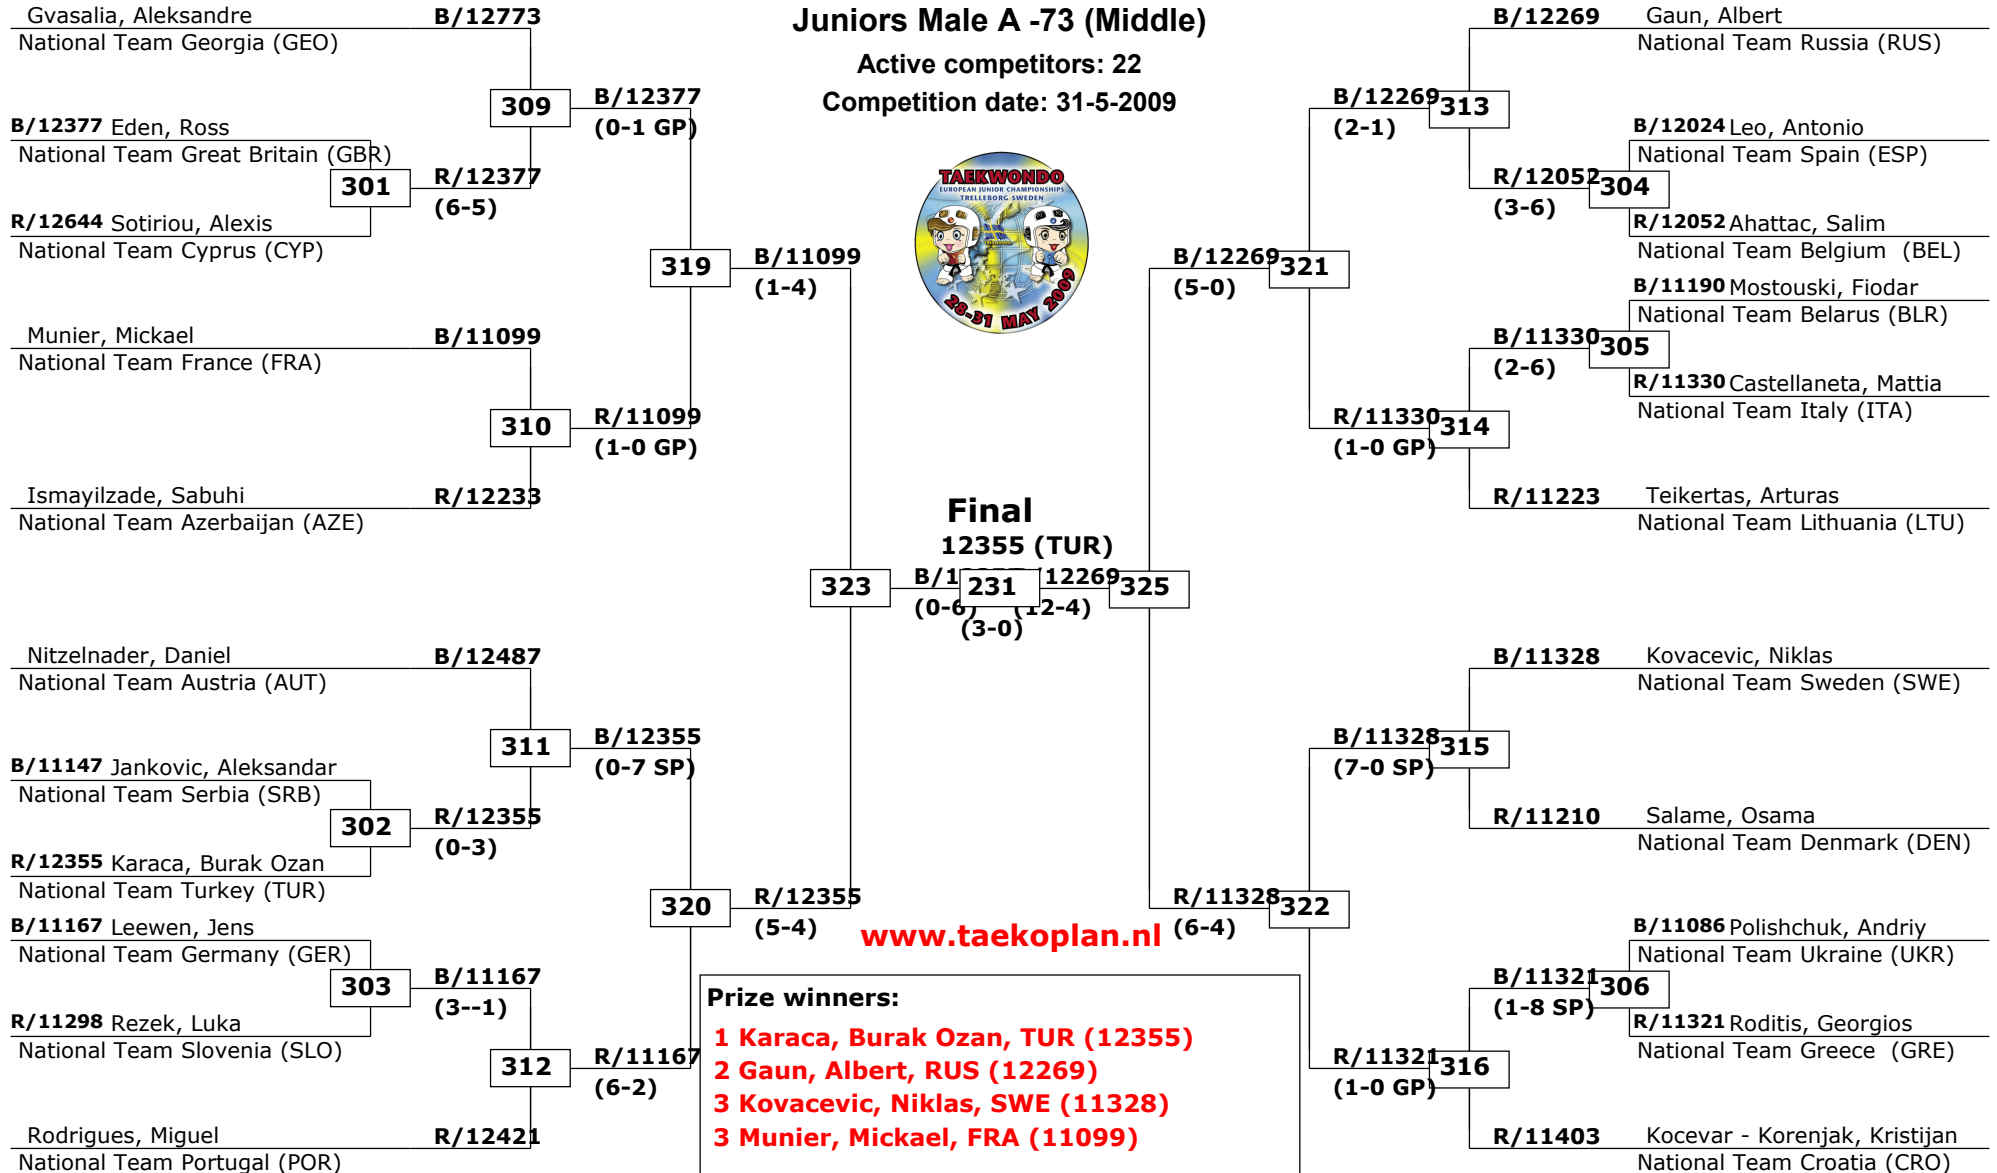 Juniors Male A -73 (Middle)
Active competitors: 22
Competition date: 31-5-2009
Gvasalia, Aleksandre B/12773
National Team Georgia (GEO)
309
B/12377
(0-1 GP)
B/12377 Eden, Ross
National Team Great Britain (GBR)
301
R/12377
(6-5)
R/12644 Sotiriou, Alexis
National Team Cyprus (CYP)
319
B/11099
(1-4)
Munier, Mickael B/11099
National Team France (FRA)
310
R/11099
(1-0 GP)
Ismayilzade, Sabuhi R/12233
National Team Azerbaijan (AZE)
323
Nitzelnader, Daniel B/12487
National Team Austria (AUT)
311
B/12355
(0-7 SP)
B/11147 Jankovic, Aleksandar
National Team Serbia (SRB)
302
R/12355
(0-3)
R/12355 Karaca, Burak Ozan
National Team Turkey (TUR)
320
R/12355
(5-4)
B/11167 Leewen, Jens
National Team Germany (GER)
303
B/11167
(3--1)
R/11298 Rezek, Luka
National Team Slovenia (SLO)
312
R/11167
(6-2)
Rodrigues, Miguel R/12421
National Team Portugal (POR)
TAEKWONDO
EUROPEAN JUNIOR CHAMPIONSHIPS
TRELLEBORG SWEDEN
28-31 MAY 2009
Final
12355 (TUR)
231
12269
(0-6) (12-4)
(3-0)
B/12269 Gaun, Albert
National Team Russia (RUS)
313
B/12269
(2-1)
B/12024 Leo, Antonio
National Team Spain (ESP)
304
R/12052
(3-6)
R/12052 Ahattac, Salim
National Team Belgium (BEL)
321
B/12269
(5-0)
B/11190 Mostouski, Fiodar
National Team Belarus (BLR)
305
B/11330
(2-6)
R/11330 Castellaneta, Mattia
National Team Italy (ITA)
314
R/11330
(1-0 GP)
R/11223 Teikertas, Arturas
National Team Lithuania (LTU)
325
B/11328 Kovacevic, Niklas
National Team Sweden (SWE)
315
B/11328
(7-0 SP)
R/11210 Salame, Osama
National Team Denmark (DEN)
322
R/11328
(6-4)
B/11086 Polishchuk, Andriy
National Team Ukraine (UKR)
306
B/11321
(1-8 SP)
R/11321 Roditis, Georgios
National Team Greece (GRE)
316
R/11321
(1-0 GP)
R/11403 Kocevar - Korenjak, Kristijan
National Team Croatia (CRO)
www.taekoplan.nl
Prize winners:
1 Karaca, Burak Ozan, TUR (12355)
2 Gaun, Albert, RUS (12269)
3 Kovacevic, Niklas, SWE (11328)
3 Munier, Mickael, FRA (11099)